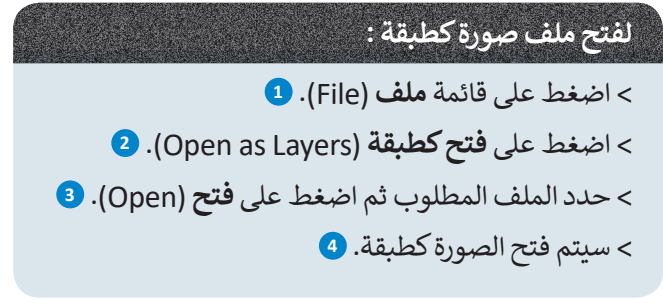 لفتح ملف صورة كطبقة :
> اضغط على قائمة ملف (File). 1
> اضغط على فتح كطبقة (Open as Layers). 2
> حدد الملف المطلوب ثم اضغط على فتح (Open). 3
> سيتم فتح الصورة كطبقة. 4